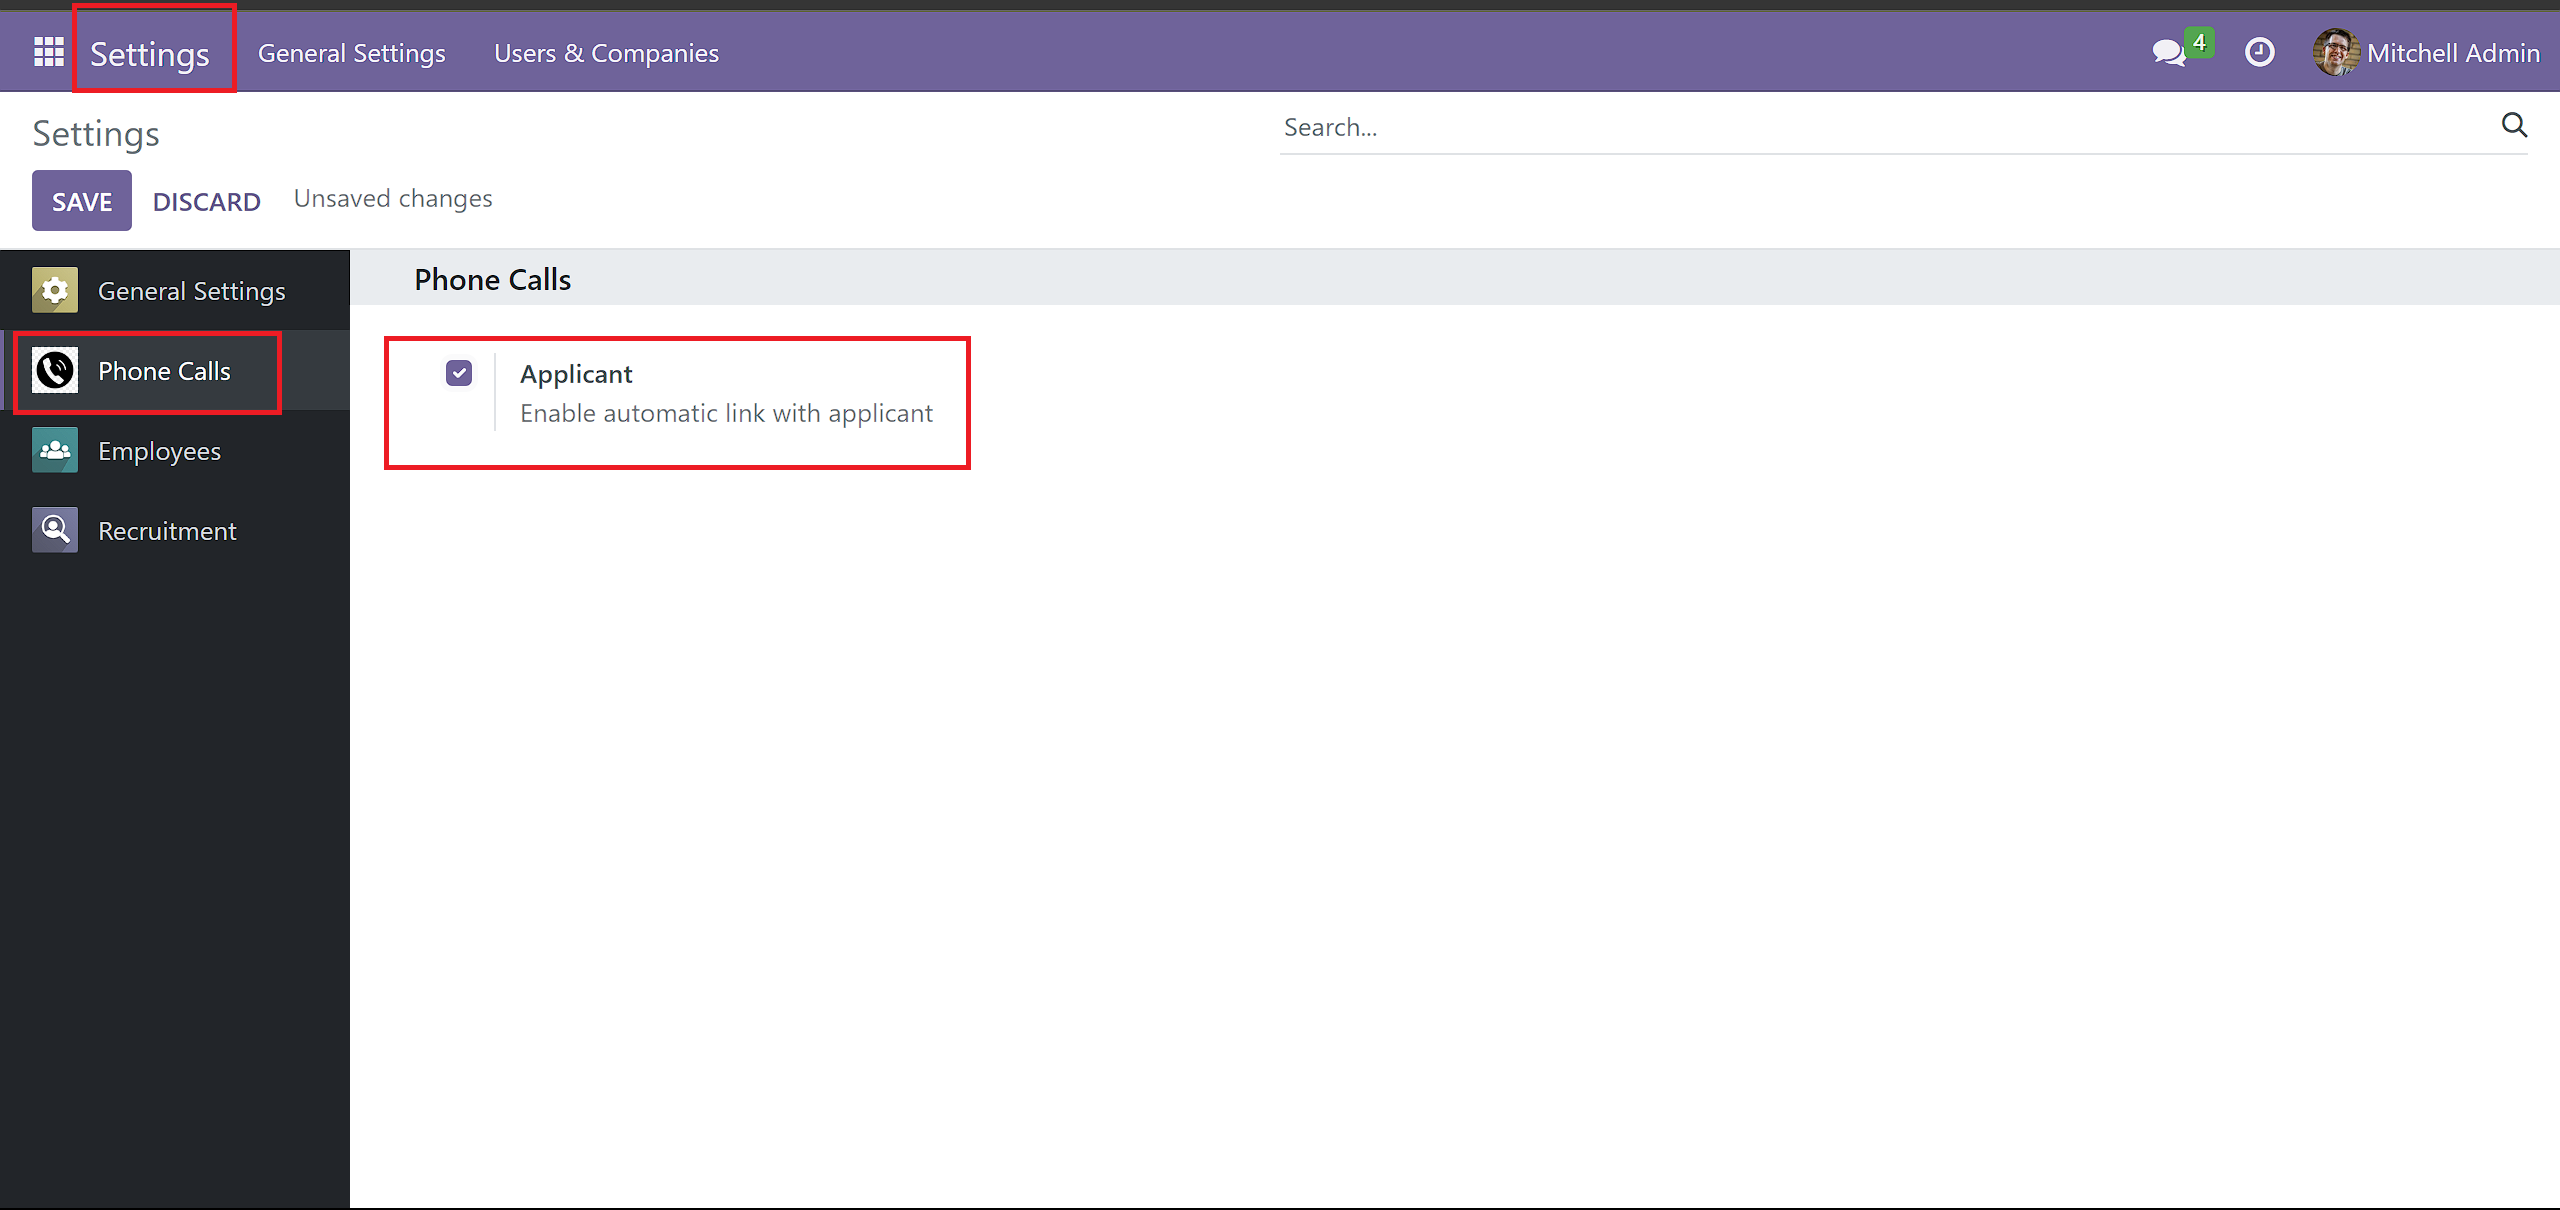 Settings General Settings Users & Companies 4 Mitchell Admin
Settings
Search...
SAVE DISCARD Unsaved changes
General Settings
Phone Calls
Employees
Recruitment
Phone Calls
Applicant
Enable automatic link with applicant